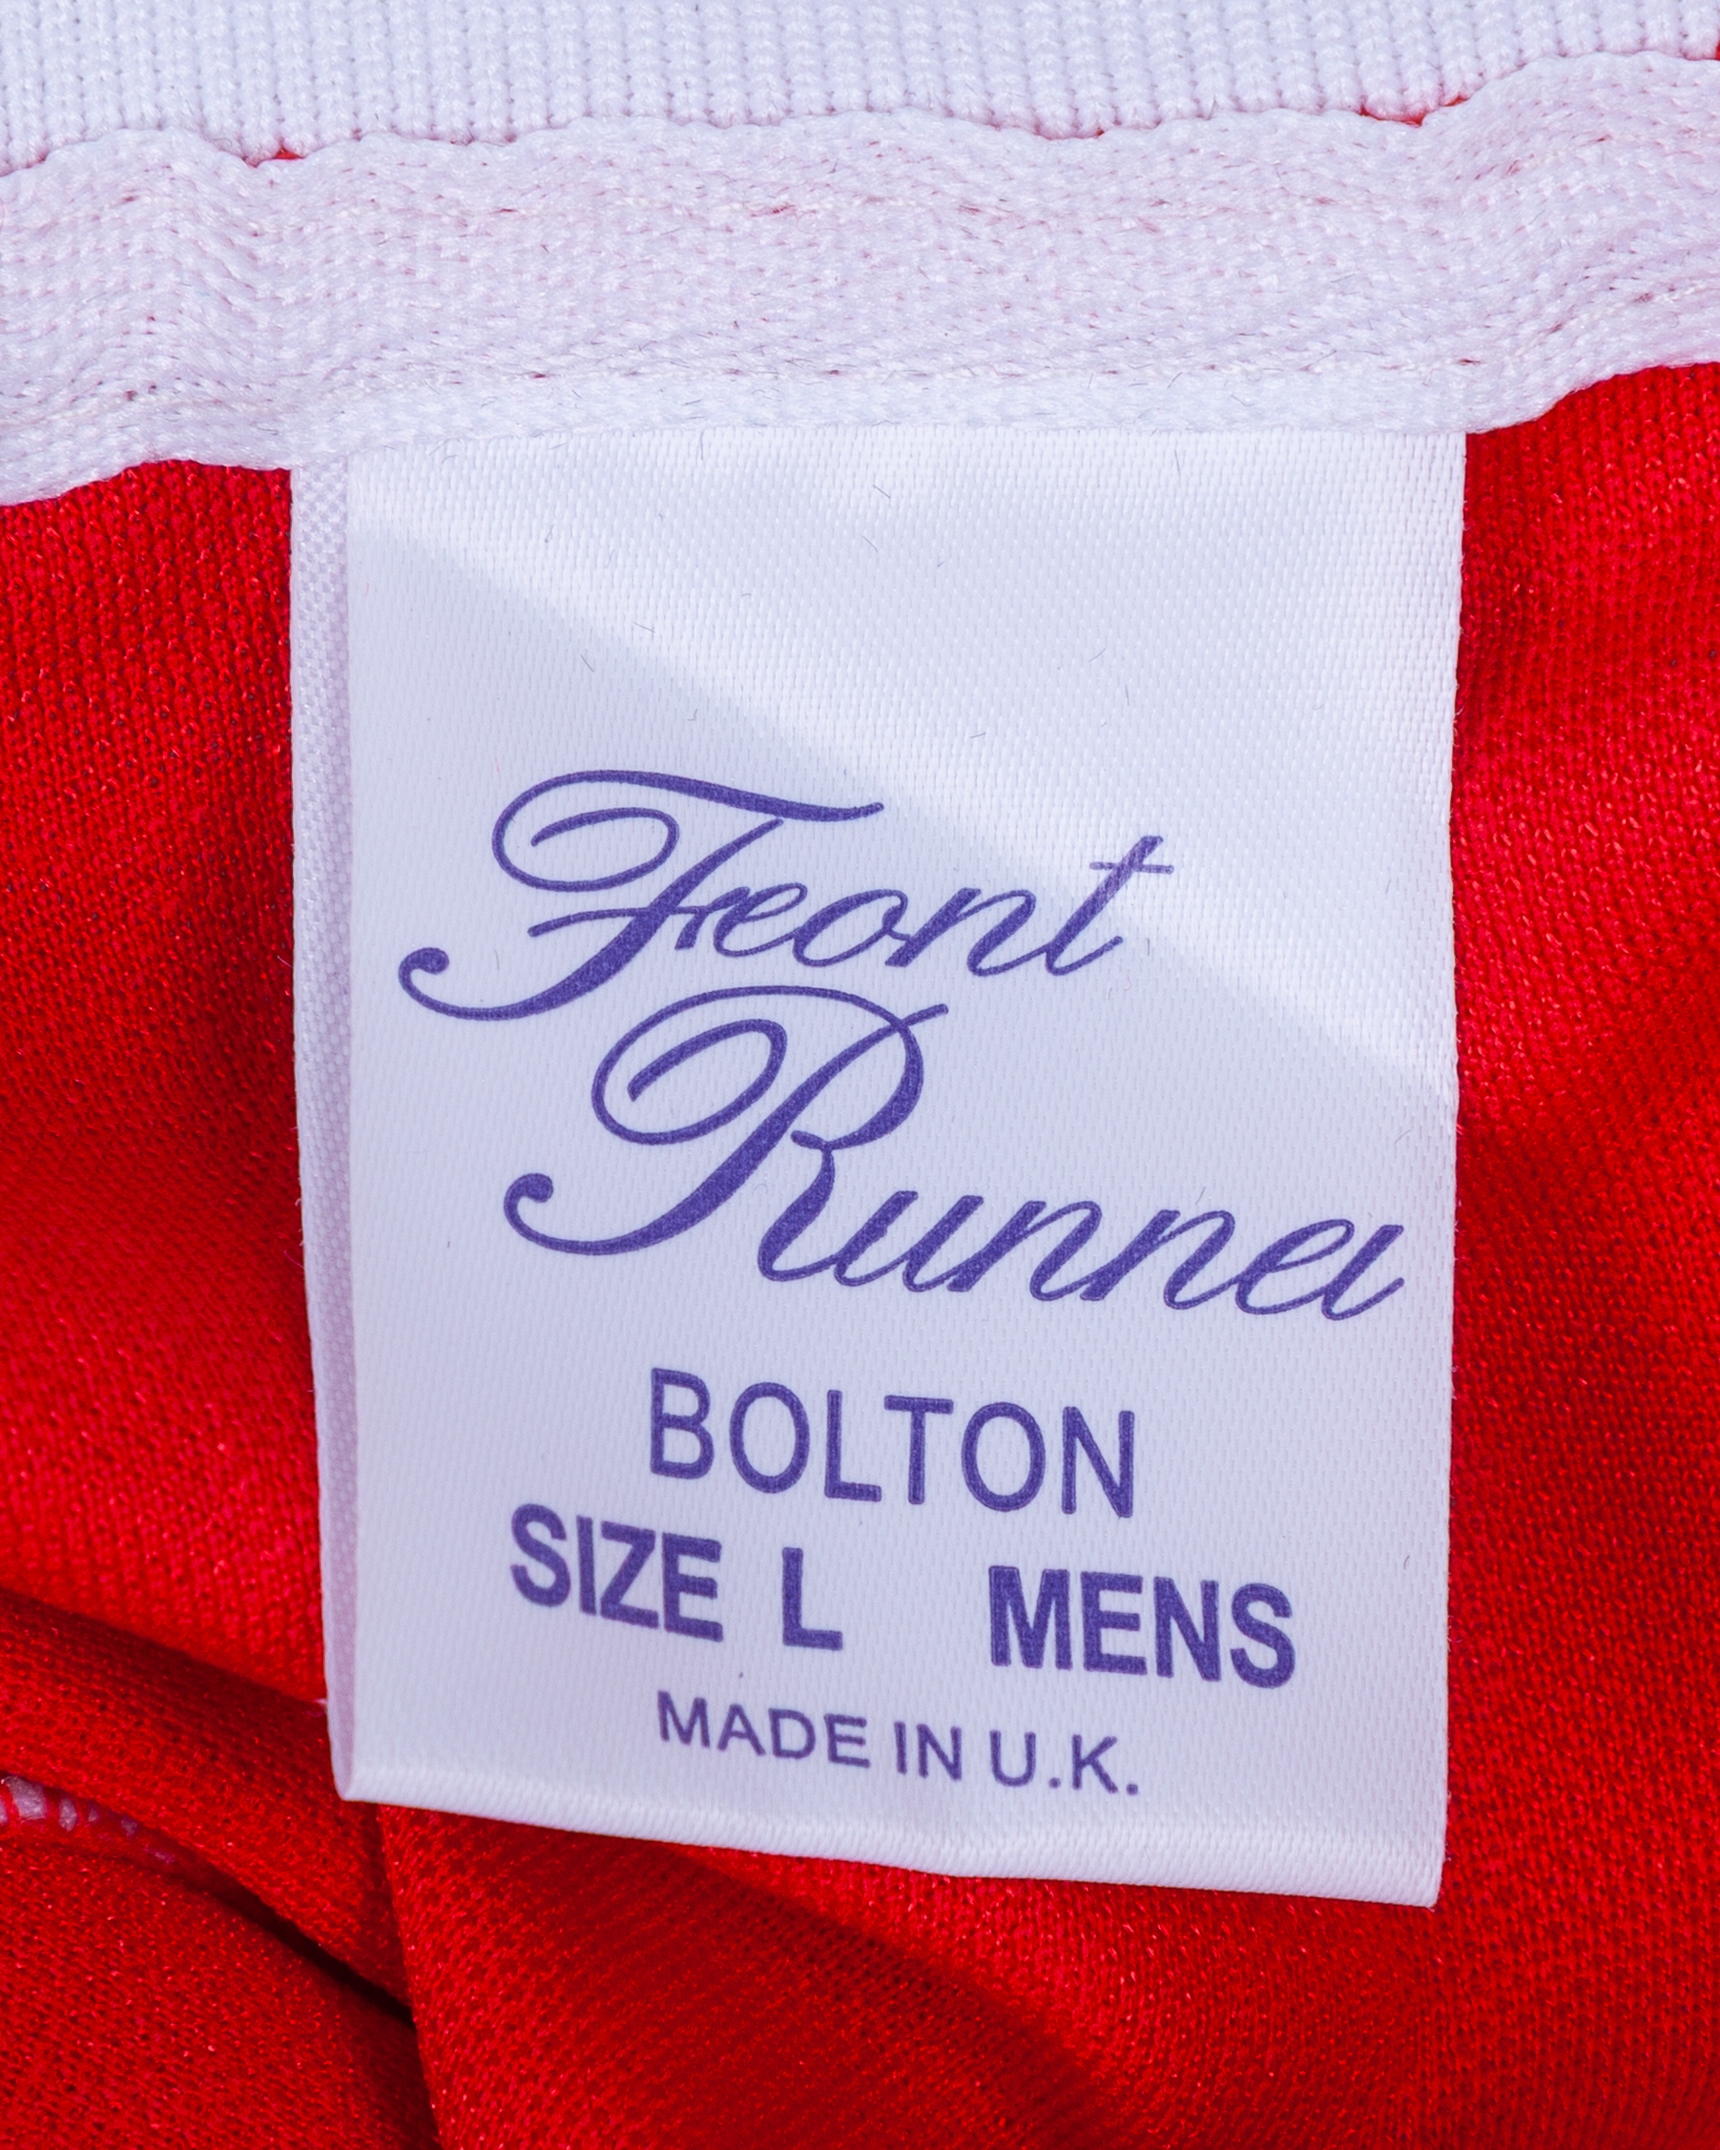 Front
Runner
BOLTON
SIZE L MENS
MADE IN U.K.